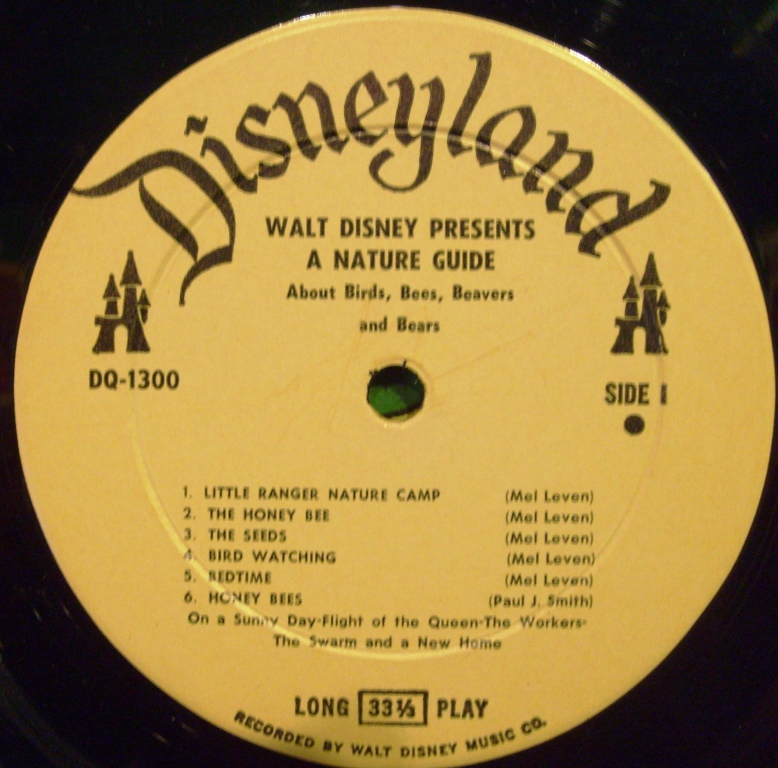 Disneyland
WALT DISNEY PRESENTS
A NATURE GUIDE
About Birds, Bees, Beavers
and Bears
DQ-1300
SIDE 1
1. LITTLE RANGER NATURE CAMP (Mel Leven)
2. THE HONEY BEE (Mel Leven)
3. THE SEEDS (Mel Leven)
4. BIRD WATCHING (Mel Leven)
5. BEDTIME (Mel Leven)
6. HONEY BEES (Paul J. Smith)
On a Sunny Day-Flight of the Queen-The Workers-
The Swarm and a New Home
LONG 33⅓ PLAY
RECORDED BY WALT DISNEY MUSIC CO.